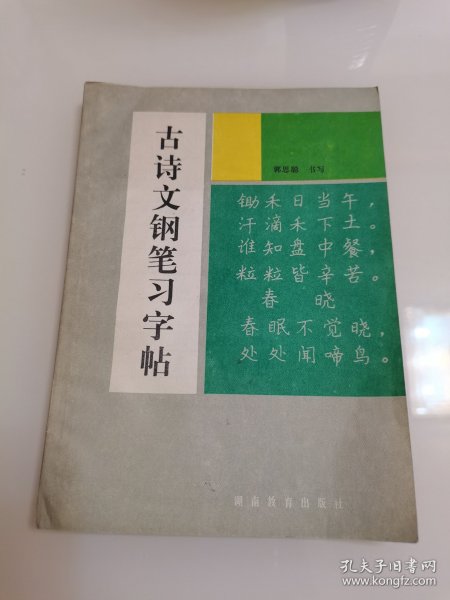 古诗文钢笔习字帖
郭恩聪 书写
锄禾日当午，
汗滴禾下土。
谁知盘中餐，
粒粒皆辛苦。
春 晓
春眠不觉晓，
处处闻啼鸟。
湖南教育出版社
孔夫子旧书网
www.kongfz.com